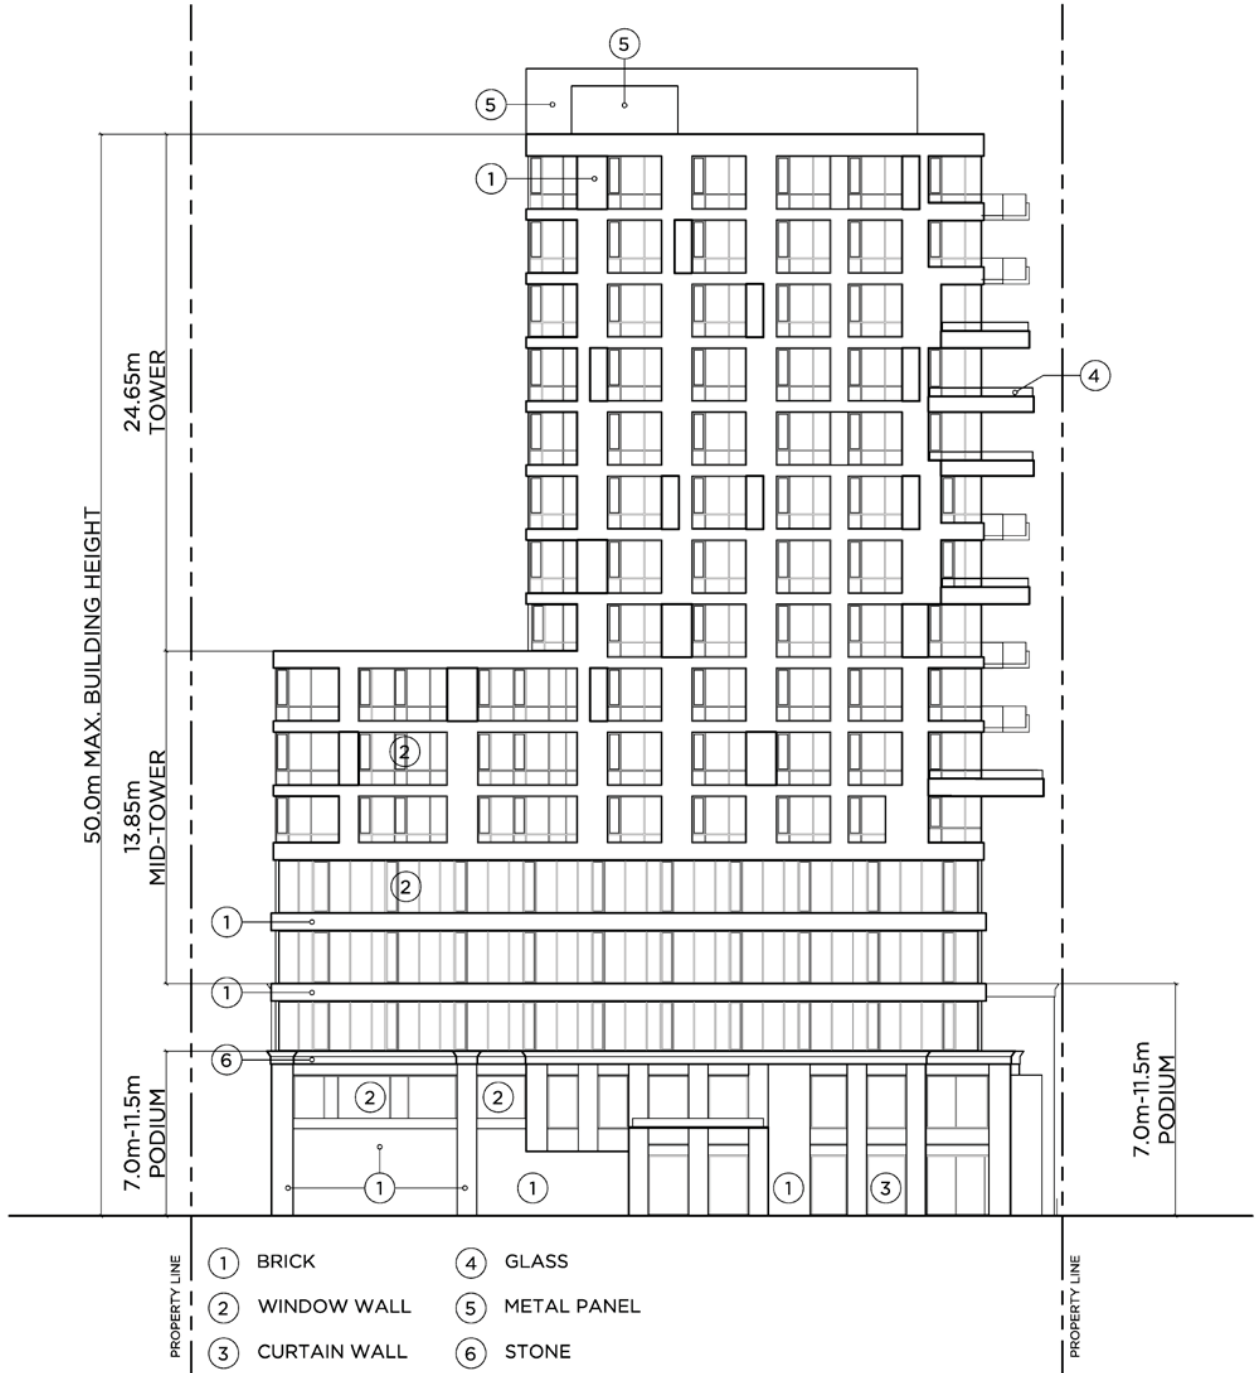 5
5
1
4
24.65m
TOWER
50.0m MAX. BUILDING HEIGHT
2
13.85m
MID-TOWER
2
1
1
6
7.0m-11.5m
PODIUM
2
2
1
1
1
3
7.0m-11.5m
PODIUM
PROPERTY LINE
1 BRICK
2 WINDOW WALL
3 CURTAIN WALL
4 GLASS
5 METAL PANEL
6 STONE
PROPERTY LINE